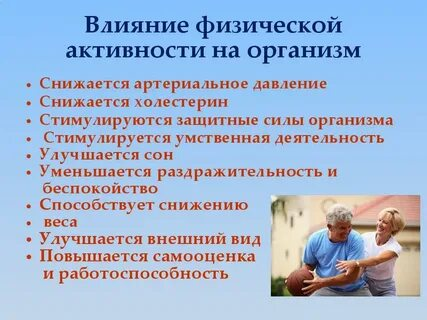 Влияние физической
активности на организм
• Снижается артериальное давление
• Снижается холестерин
• Стимулируются защитные силы организма
• Стимулируется умственная деятельность
• Улучшается сон
• Уменьшается раздражительность и
беспокойство
• Способствует снижению
• веса
• Улучшается внешний вид
• Повышается самооценка
и работоспособность